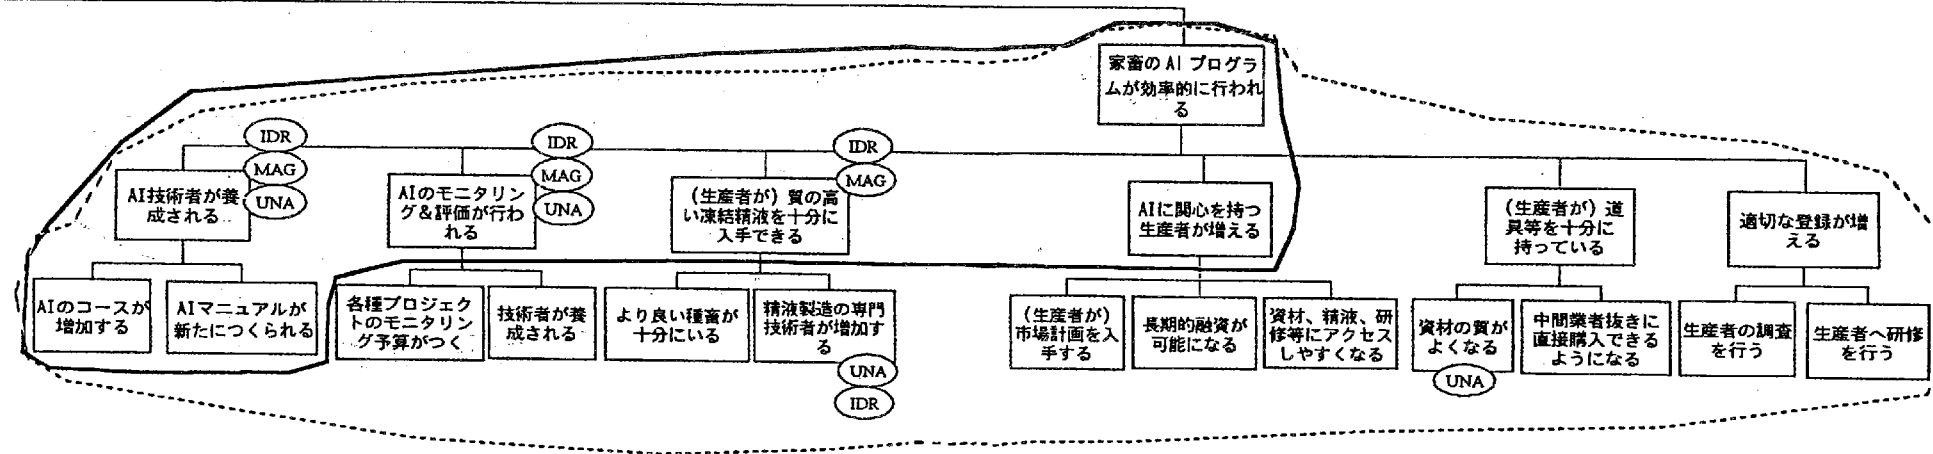 家畜のAIプログラ
ムが効率的に行われ
る
AI技術者が養
成される
IDR
MAG
UNA
AIのモニタリン
グ&評価が行わ
れる
IDR
MAG
UNA
(生産者が)質の高
い凍結精液を十分に
入手できる
IDR
MAG
AIに関心を持つ
生産者が増える
(生産者が)道
具等を十分に
持っている
適切な登録が増
える
AIのコースが
増加する
AIマニュアルが
新たにつくられる
各種プロジェク
トのモニタリン
グ予算がつく
技術者が養
成される
より良い種畜が
十分にいる
精液製造の専門
技術者が増加す
る
UNA
IDR
(生産者が)
市場計画を入
手する
長期的融資が
可能になる
資材、精液、研
修等にアクセス
しやすくなる
資材の質が
よくなる
UNA
中間業者抜きに
直接購入できる
ようになる
生産者の調査
を行う
生産者へ研修
を行う